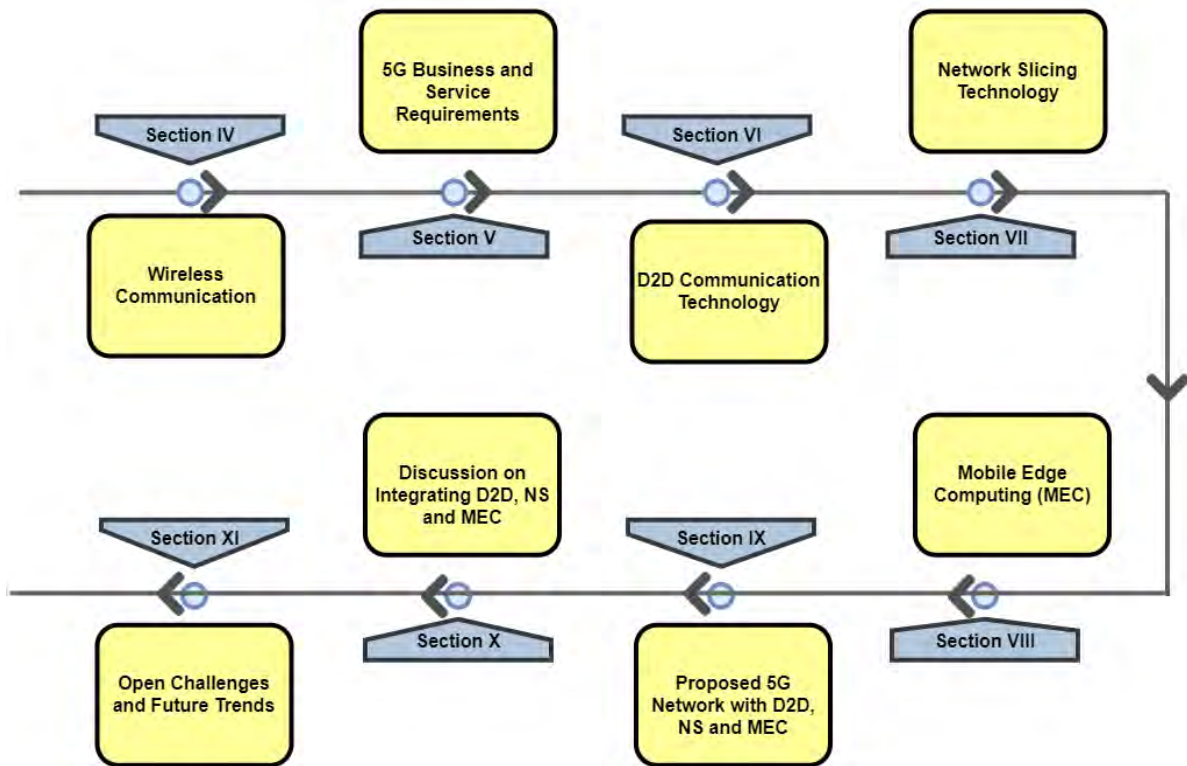 Section IV
Wireless
Communication
5G Business and
Service
Requirements
Section V
Section VI
D2D Communication
Technology
Network Slicing
Technology
Section VII
Mobile Edge
Computing (MEC)
Section VIII
Section IX
Proposed 5G
Network with D2D,
NS and MEC
Discussion on
Integrating D2D, NS
and MEC
Section X
Section XI
Open Challenges
and Future Trends